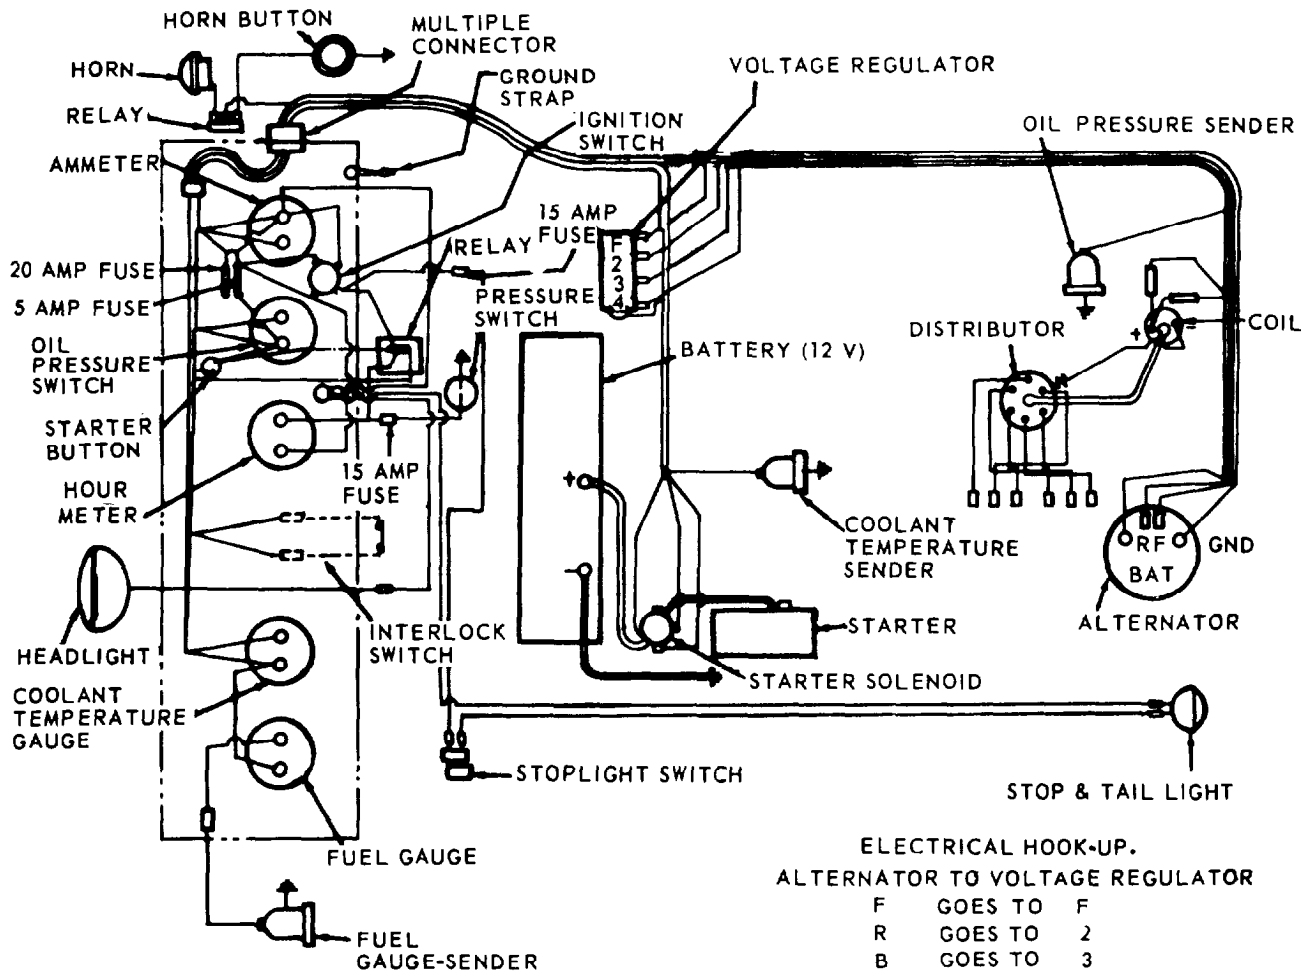 HORN BUTTON
MULTIPLE
CONNECTOR
HORN
GROUND
STRAP
VOLTAGE REGULATOR
RELAY
IGNITION
SWITCH
OIL PRESSURE SENDER
AMMETER
15 AMP
FUSE
F
2
3
4
RELAY
20 AMP FUSE
5 AMP FUSE
PRESSURE
SWITCH
OIL
PRESSURE
SWITCH
BATTERY (12 V)
DISTRIBUTOR
+
COIL
STARTER
BUTTON
15 AMP
FUSE
HOUR
METER
+
COOLANT
TEMPERATURE
SENDER
RF
GND
BAT
−
ALTERNATOR
INTERLOCK
SWITCH
STARTER
HEADLIGHT
STARTER SOLENOID
COOLANT
TEMPERATURE
GAUGE
STOPLIGHT SWITCH
STOP & TAIL LIGHT
FUEL GAUGE
ELECTRICAL HOOK-UP.
ALTERNATOR TO VOLTAGE REGULATOR
F GOES TO F
R GOES TO 2
B GOES TO 3
FUEL
GAUGE-SENDER